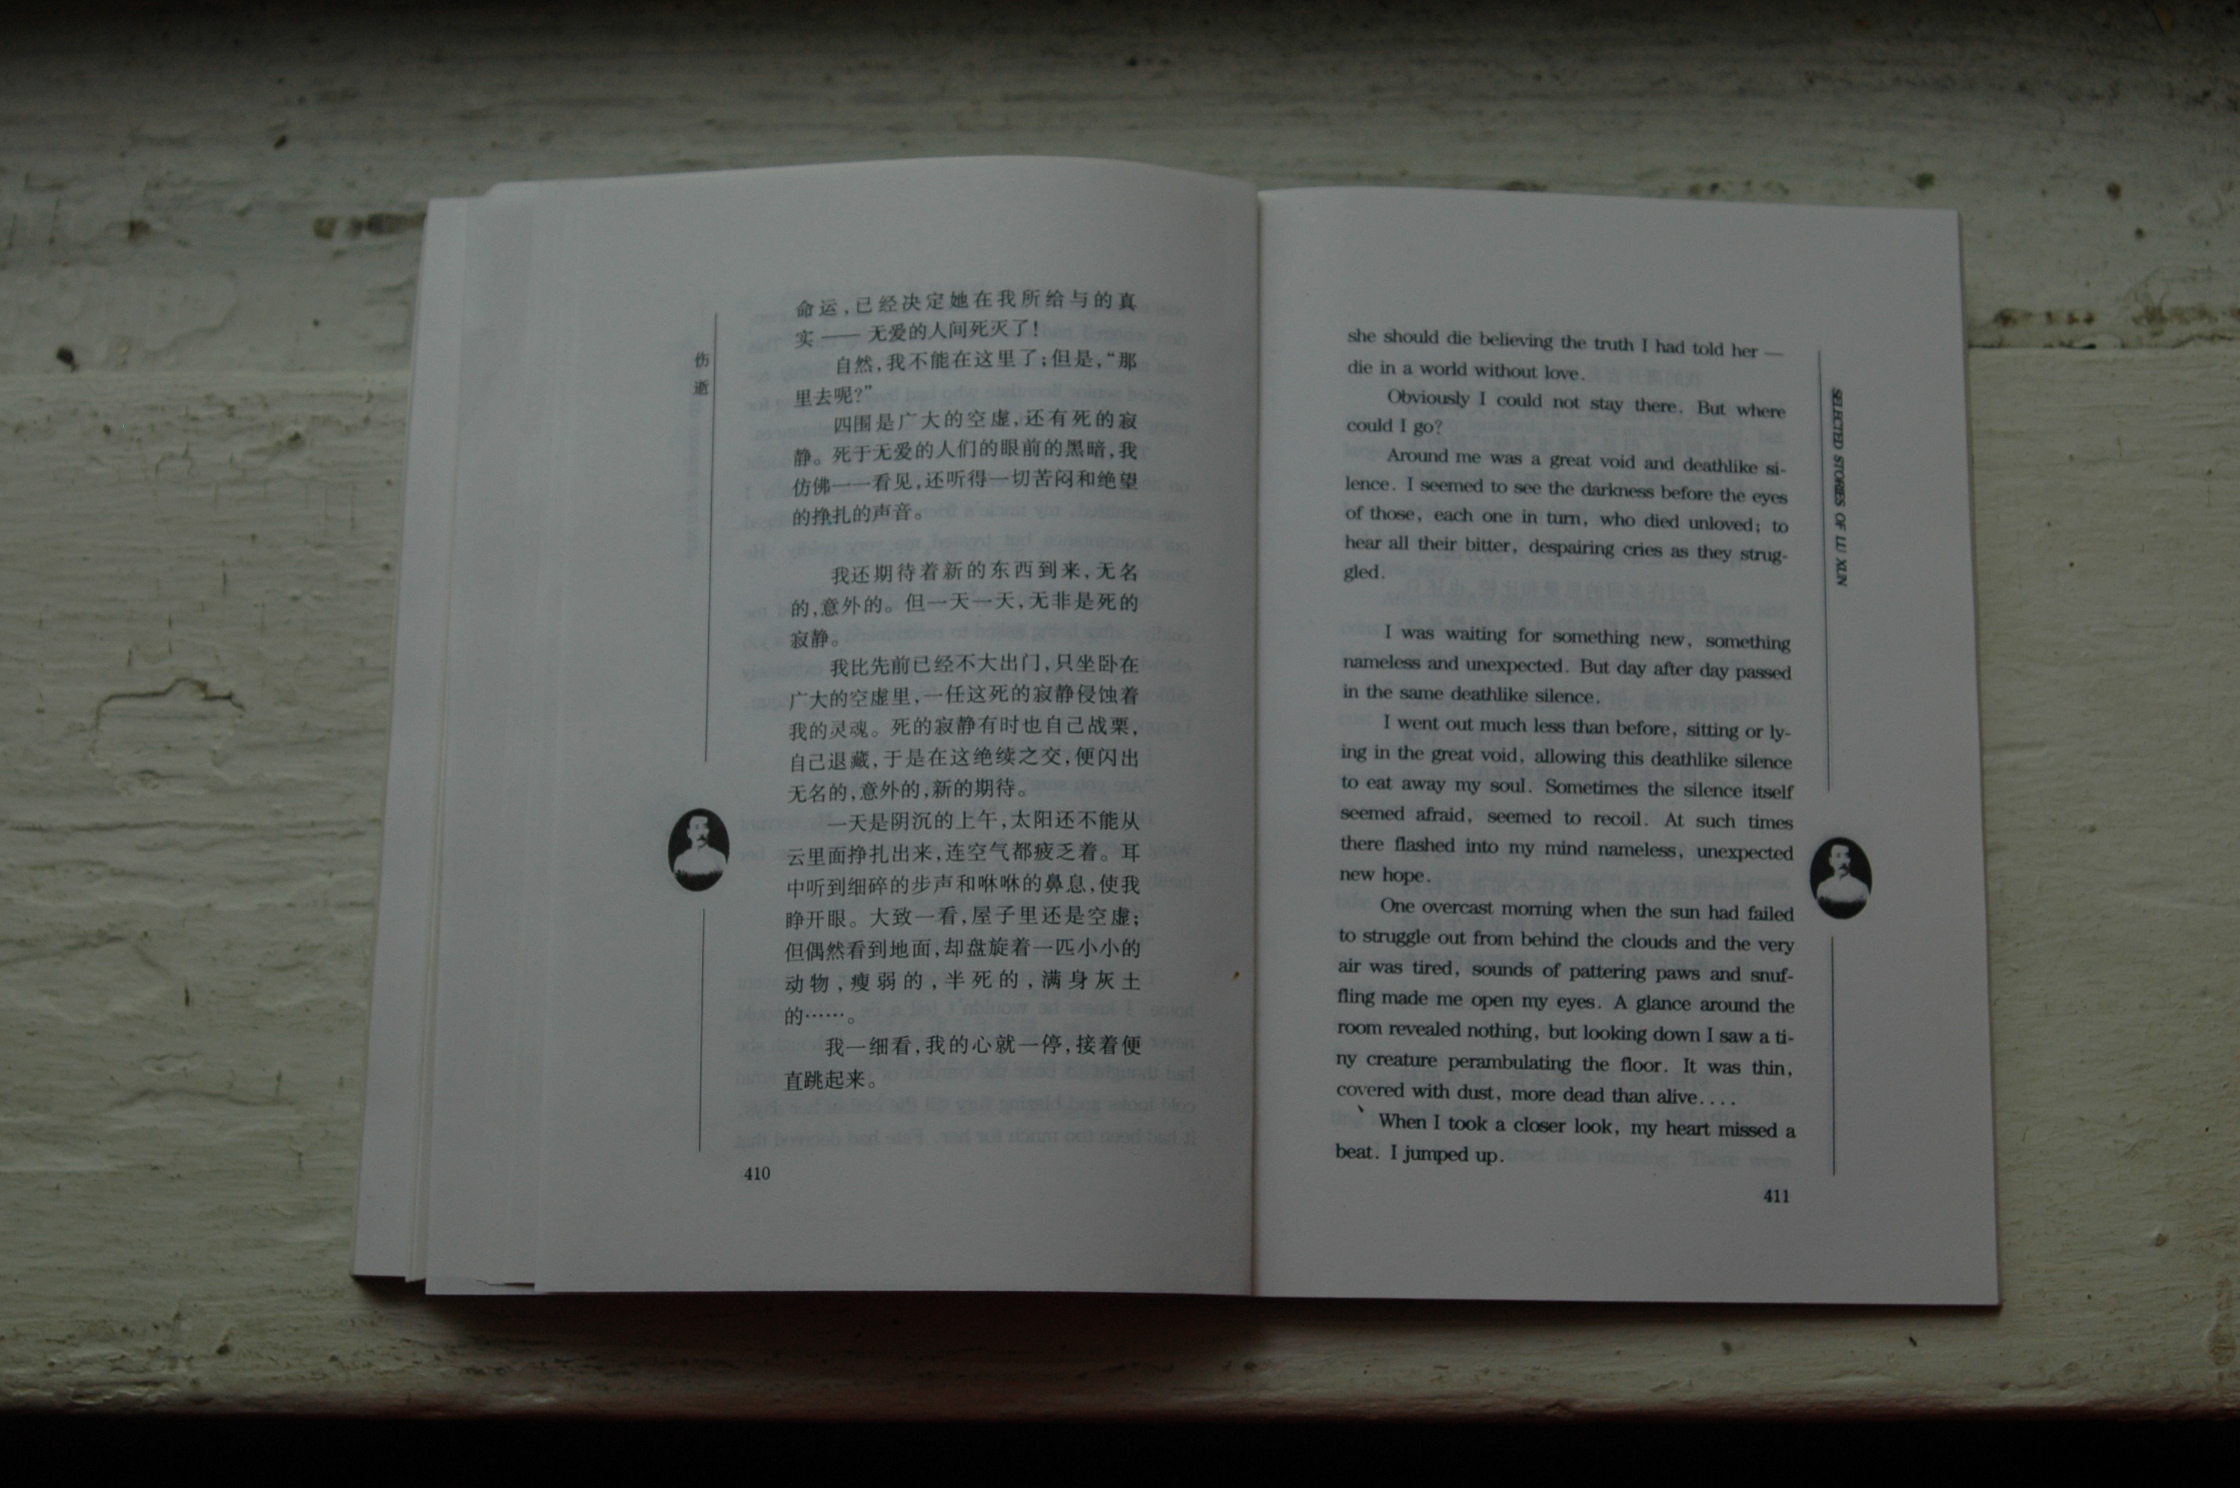 伤逝
命运,已经决定她在我所给与的真
实——无爱的人间死灭了!
自然,我不能在这里了;但是,“那
里去呢?”
四围是广大的空虚,还有死的寂
静。死于无爱的人们的眼前的黑暗,我
仿佛一一看见,还听得一切苦闷和绝望
的挣扎的声音。
我还期待着新的东西到来,无名
的,意外的。但一天一天,无非是死的
寂静。
我比先前已经不大出门,只坐卧在
广大的空虚里,一任这死的寂静侵蚀着
我的灵魂。死的寂静有时也自己战栗,
自己退藏,于是在这绝续之交,便闪出
无名的,意外的,新的期待。
一天是阴沉的上午,太阳还不能从
云里面挣扎出来,连空气都疲乏着。耳
中听到细碎的步声和咻咻的鼻息,使我
睁开眼。大致一看,屋子里还是空虚;
但偶然看到地面,却盘旋着一匹小小的
动物,瘦弱的,半死的,满身灰土
的……。
我一细看,我的心就一停,接着便
直跳起来。
410
she should die believing the truth I had told her —
die in a world without love.
Obviously I could not stay there. But where
could I go?
Around me was a great void and deathlike si-
lence. I seemed to see the darkness before the eyes
of those, each one in turn, who died unloved; to
hear all their bitter, despairing cries as they strug-
gled.
I was waiting for something new, something
nameless and unexpected. But day after day passed
in the same deathlike silence.
I went out much less than before, sitting or ly-
ing in the great void, allowing this deathlike silence
to eat away my soul. Sometimes the silence itself
seemed afraid, seemed to recoil. At such times
there flashed into my mind nameless, unexpected
new hope.
One overcast morning when the sun had failed
to struggle out from behind the clouds and the very
air was tired, sounds of pattering paws and snuf-
fling made me open my eyes. A glance around the
room revealed nothing, but looking down I saw a ti-
ny creature perambulating the floor. It was thin,
covered with dust, more dead than alive....
When I took a closer look, my heart missed a
beat. I jumped up.
411
SELECTED STORIES OF LU XUN